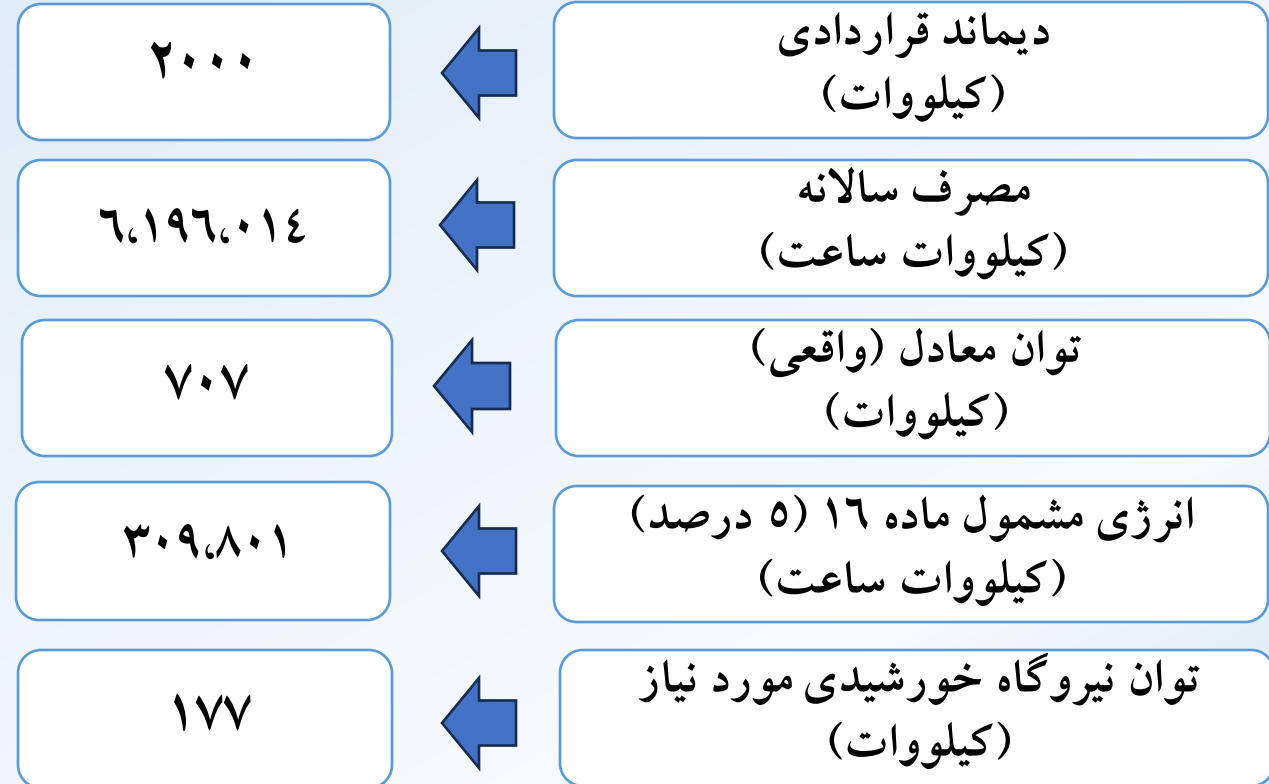 دیماند قراردادی
(کیلووات)
۲۰۰۰
مصرف سالانه
(کیلووات ساعت)
٦،۱۹٦،۰۱٤
توان معادل (واقعی)
(کیلووات)
۷۰۷
انرژی مشمول ماده ۱٦ (٥ درصد)
(کیلووات ساعت)
۳۰۹،۸۰۱
توان نیروگاه خورشیدی مورد نیاز
(کیلووات)
۱۷۷